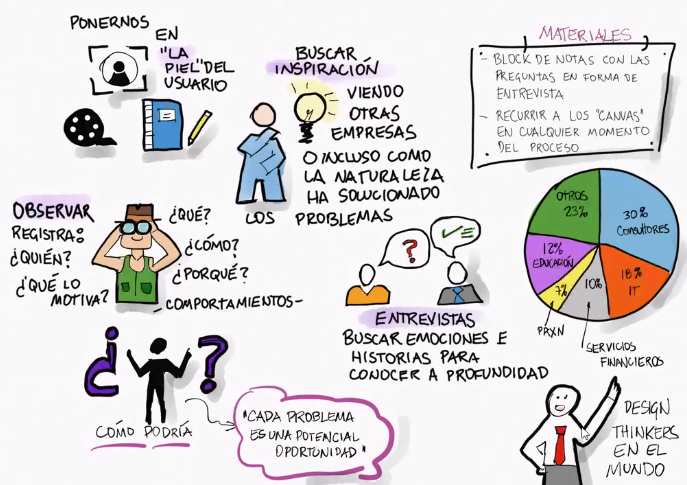 PONERNOS
EN
"LA
PIEL" DEL
USUARIO
BUSCAR
INSPIRACIÓN
VIENDO
OTRAS
EMPRESAS
O INCLUSO COMO
LA NATURALEZA
HA SOLUCIONADO
LOS PROBLEMAS
MATERIALES
- BLOCK DE NOTAS CON LAS
PREGUNTAS EN FORMA DE
ENTREVISTA
- RECURRIR A LOS "CANVAS"
EN CUALQUIER MOMENTO
DEL PROCESO
OBSERVAR
REGISTRA:
¿QUIÉN?
¿QUÉ LO
MOTIVA?
¿QUÉ?
¿CÓMO?
¿PORQUÉ?
- COMPORTAMIENTOS -
?
ENTREVISTAS
BUSCAR EMOCIONES E
HISTORIAS PARA
CONOCER A PROFUNDIDAD
OTROS
23%
30%
CONSULTORES
12%
EDUCACIÓN
18%
IT
7%
10%
PRXN
SERVICIOS
FINANCIEROS
¿ ?
CÓMO PODRÍA
"CADA PROBLEMA
ES UNA POTENCIAL
OPORTUNIDAD"
DESIGN
THINKERS
EN EL
MUNDO